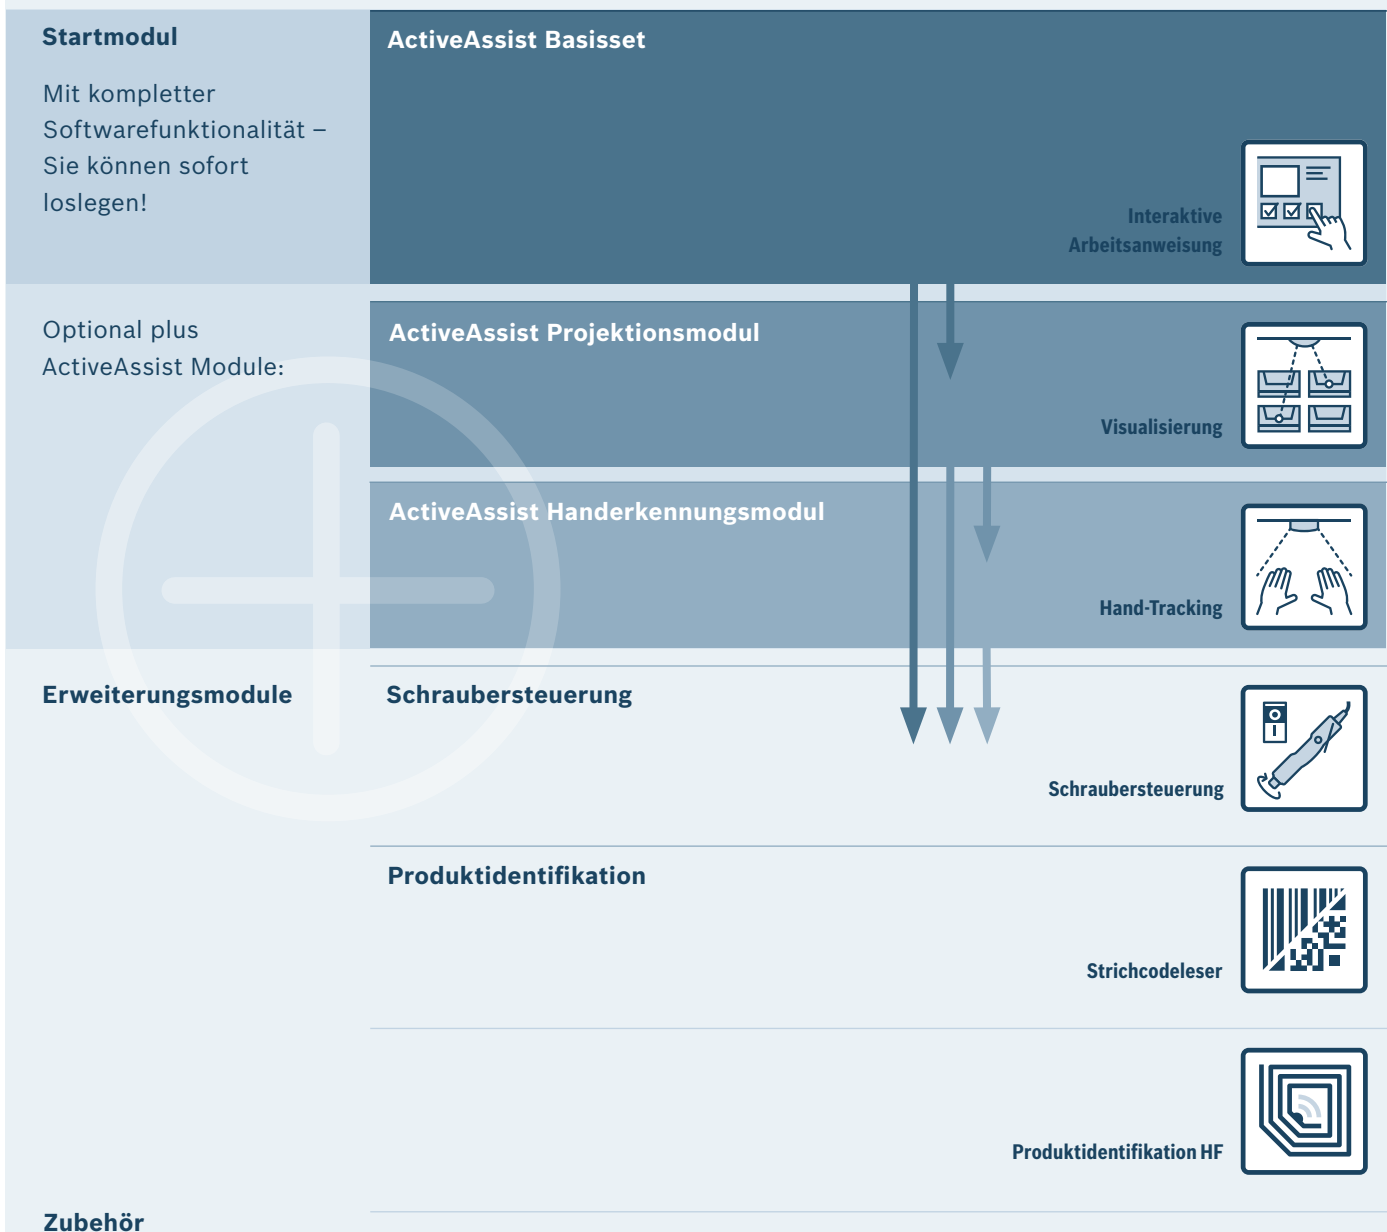 Startmodul
Mit kompletter
Softwarefunktionalität –
Sie können sofort
loslegen!
ActiveAssist Basisset
Interaktive
Arbeitsanweisung
Optional plus
ActiveAssist Module:
ActiveAssist Projektionsmodul
Visualisierung
ActiveAssist Handerkennungsmodul
Hand-Tracking
Erweiterungsmodule
Schraubersteuerung
Schraubersteuerung
Produktidentifikation
Strichcodeleser
Produktidentifikation HF
Zubehör